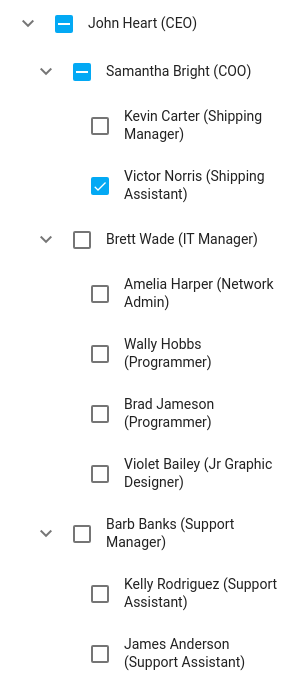 John Heart (CEO)
Samantha Bright (COO)
Kevin Carter (Shipping
Manager)
Victor Norris (Shipping
Assistant)
Brett Wade (IT Manager)
Amelia Harper (Network
Admin)
Wally Hobbs
(Programmer)
Brad Jameson
(Programmer)
Violet Bailey (Jr Graphic
Designer)
Barb Banks (Support
Manager)
Kelly Rodriguez (Support
Assistant)
James Anderson
(Support Assistant)